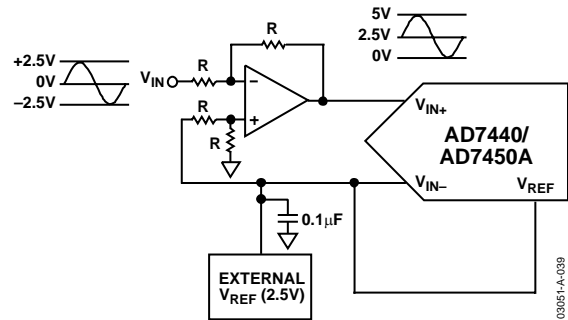 +2.5V
0V
–2.5V
V_IN
R
R
R
R
–
+
5V
2.5V
0V
V_IN+
V_IN–
AD7440/
AD7450A
V_REF
0.1µF
EXTERNAL
V_REF (2.5V)
03051-A-039